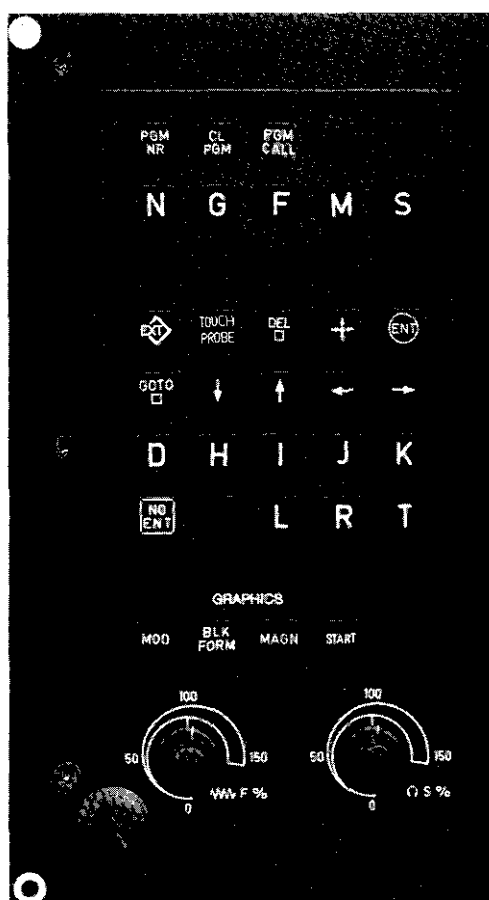 PGM NR CL PGM PGM CALL
N G F M S
EXT TOUCH PROBE DEL ENT
GOTO ↓ ↑ ← →
D H I J K
NO ENT L R T
GRAPHICS
MOD BLK FORM MAGN START
100 100
50 150 50 150
F % S %
0 0